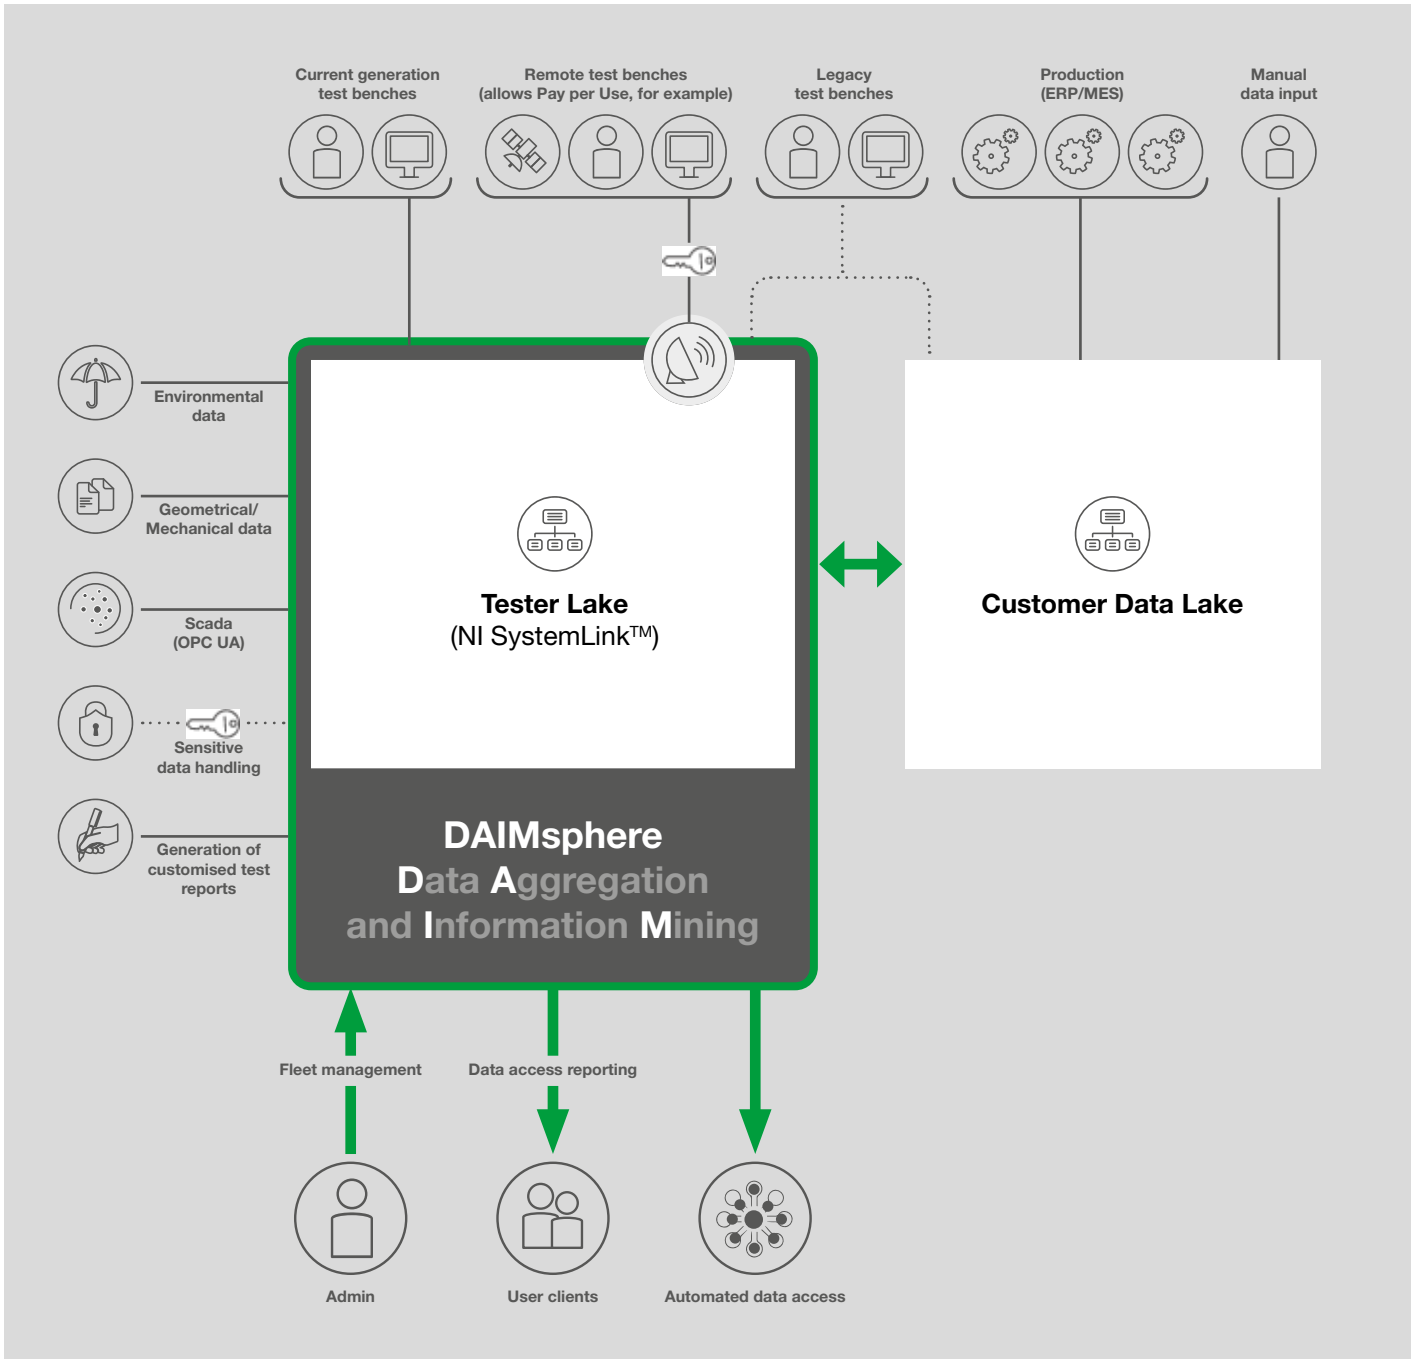 Current generation
test benches
Remote test benches
(allows Pay per Use, for example)
Legacy
test benches
Production
(ERP/MES)
Manual
data input
Environmental
data
Geometrical/
Mechanical data
Scada
(OPC UA)
Sensitive
data handling
Generation of
customised test
reports
Tester Lake
(NI SystemLink™)
Customer Data Lake
DAIMsphere
Data Aggregation
and Information Mining
Fleet management
Data access reporting
Admin
User clients
Automated data access